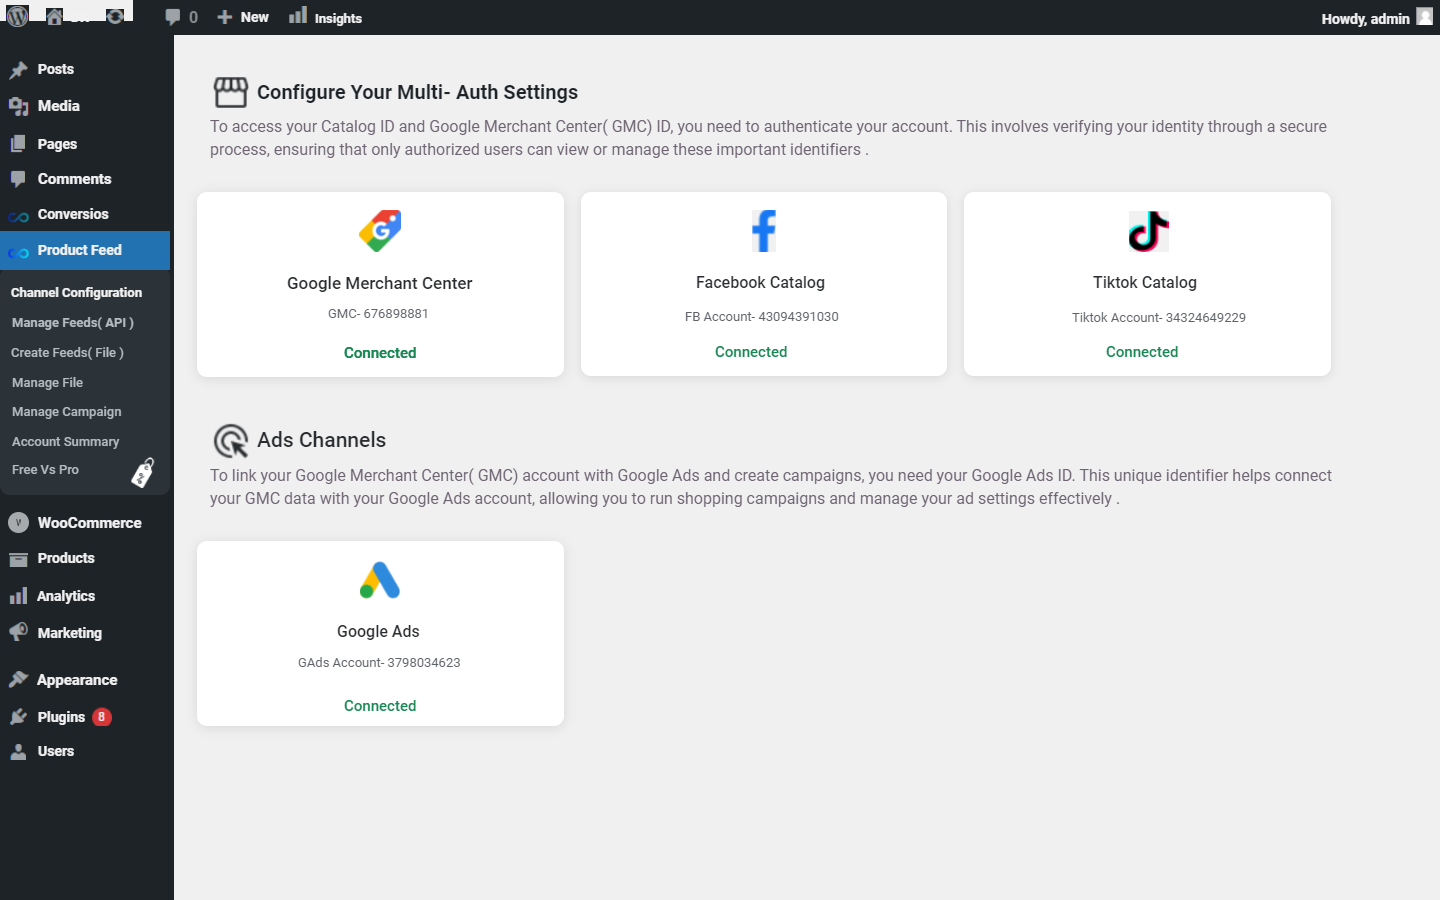 0
New
Insights
Howdy, admin
Posts
Media
Pages
Comments
Conversios
Product Feed
Channel Configuration
Manage Feeds( API )
Create Feeds( File )
Manage File
Manage Campaign
Account Summary
Free Vs Pro
WooCommerce
Products
Analytics
Marketing
Appearance
Plugins 8
Users
Configure Your Multi- Auth Settings
To access your Catalog ID and Google Merchant Center( GMC) ID, you need to authenticate your account. This involves verifying your identity through a secure
process, ensuring that only authorized users can view or manage these important identifiers .
Google Merchant Center
GMC- 676898881
Connected
Facebook Catalog
FB Account- 43094391030
Connected
Tiktok Catalog
Tiktok Account- 34324649229
Connected
Ads Channels
To link your Google Merchant Center( GMC) account with Google Ads and create campaigns, you need your Google Ads ID. This unique identifier helps connect
your GMC data with your Google Ads account, allowing you to run shopping campaigns and manage your ad settings effectively .
Google Ads
GAds Account- 3798034623
Connected